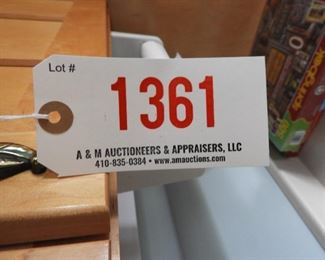 Lot #
1361
A & M AUCTIONEERS & APPRAISERS, LLC
410-835-0384 • www.amauctions.com